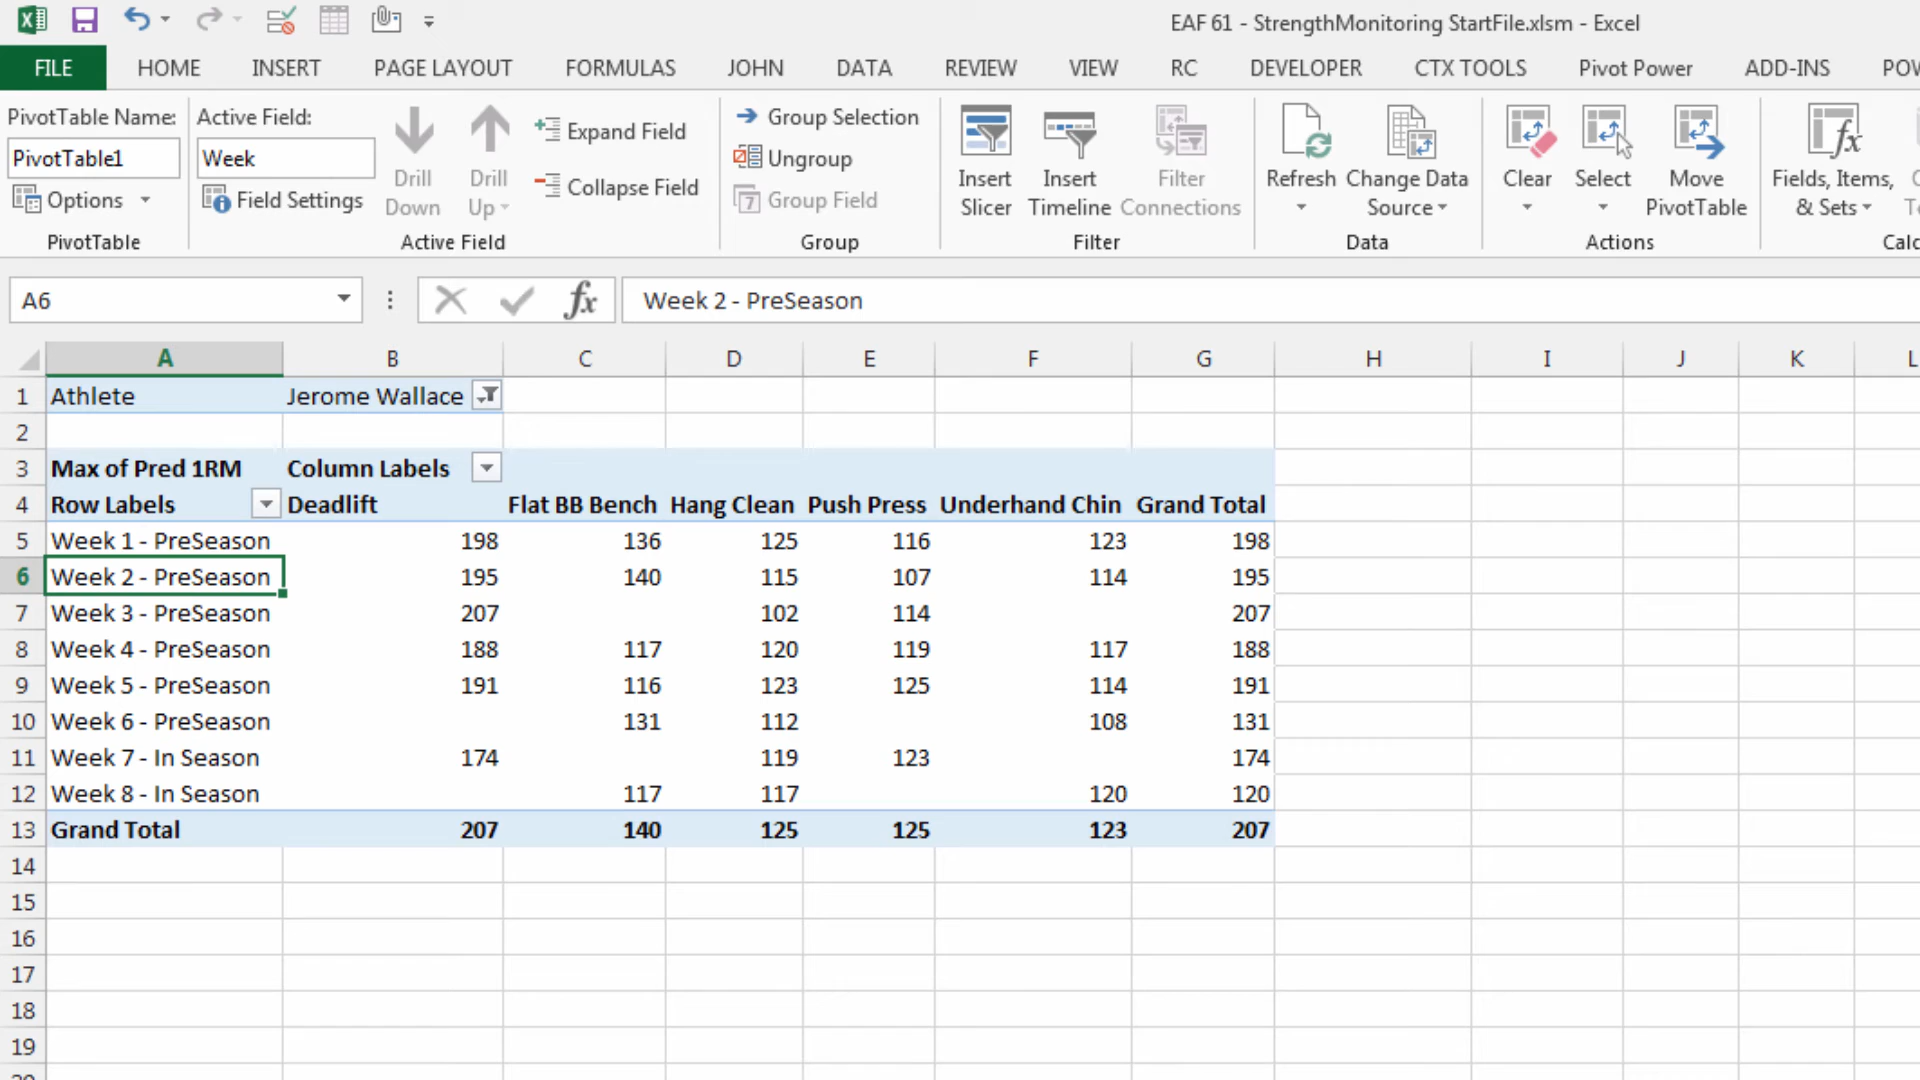 EAF 61 - StrengthMonitoring StartFile.xlsm - Excel
FILE HOME INSERT PAGE LAYOUT FORMULAS JOHN DATA REVIEW VIEW RC DEVELOPER CTX TOOLS Pivot Power ADD-INS
PivotTable Name:
PivotTable1
Options
PivotTable
Active Field:
Week
Field Settings
Drill Down
Drill Up
Expand Field
Collapse Field
Active Field
Group Selection
Ungroup
7 Group Field
Group
Insert Slicer
Insert Timeline
Filter Connections
Filter
Refresh
Change Data Source
Data
Clear
Select
Move PivotTable
Actions
fx
Fields, Items, & Sets
A6 fx Week 2 - PreSeason
A B C D E F G H I J K L
1 Athlete Jerome Wallace
2
3 Max of Pred 1RM Column Labels
4 Row Labels Deadlift Flat BB Bench Hang Clean Push Press Underhand Chin Grand Total
5 Week 1 - PreSeason 198 136 125 116 123 198
6 Week 2 - PreSeason 195 140 115 107 114 195
7 Week 3 - PreSeason 207 102 114 207
8 Week 4 - PreSeason 188 117 120 119 117 188
9 Week 5 - PreSeason 191 116 123 125 114 191
10 Week 6 - PreSeason 131 112 108 131
11 Week 7 - In Season 174 119 123 174
12 Week 8 - In Season 117 117 120 120
13 Grand Total 207 140 125 125 123 207
14
15
16
17
18
19